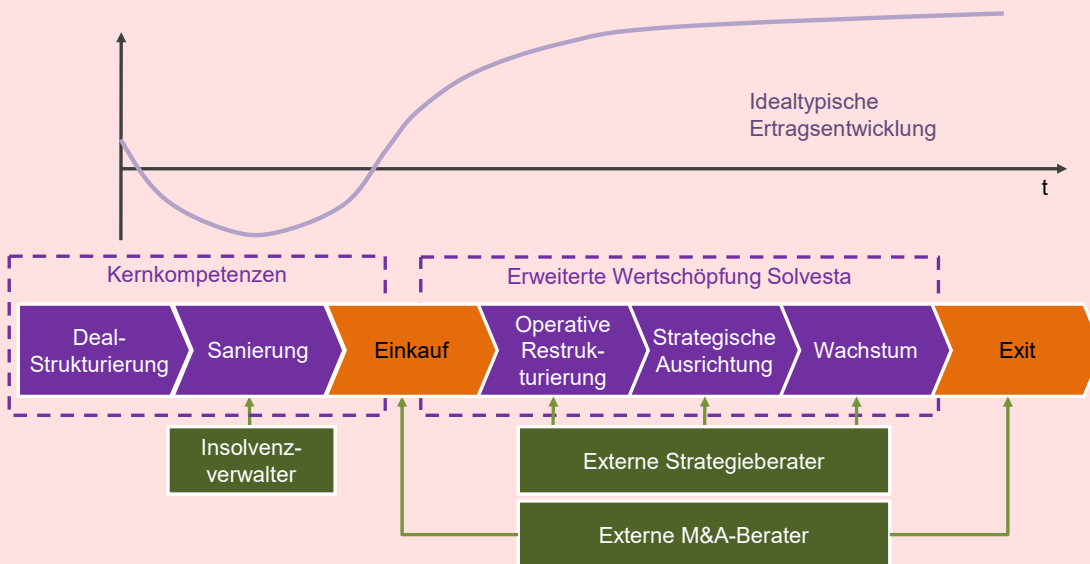 Idealtypische
Ertragsentwicklung
t
Kernkompetenzen
Erweiterte Wertschöpfung Solvesta
Deal-
Strukturierung
Sanierung
Einkauf
Operative
Restruk-
turierung
Strategische
Ausrichtung
Wachstum
Exit
Insolvenz-
verwalter
Externe Strategieberater
Externe M&A-Berater